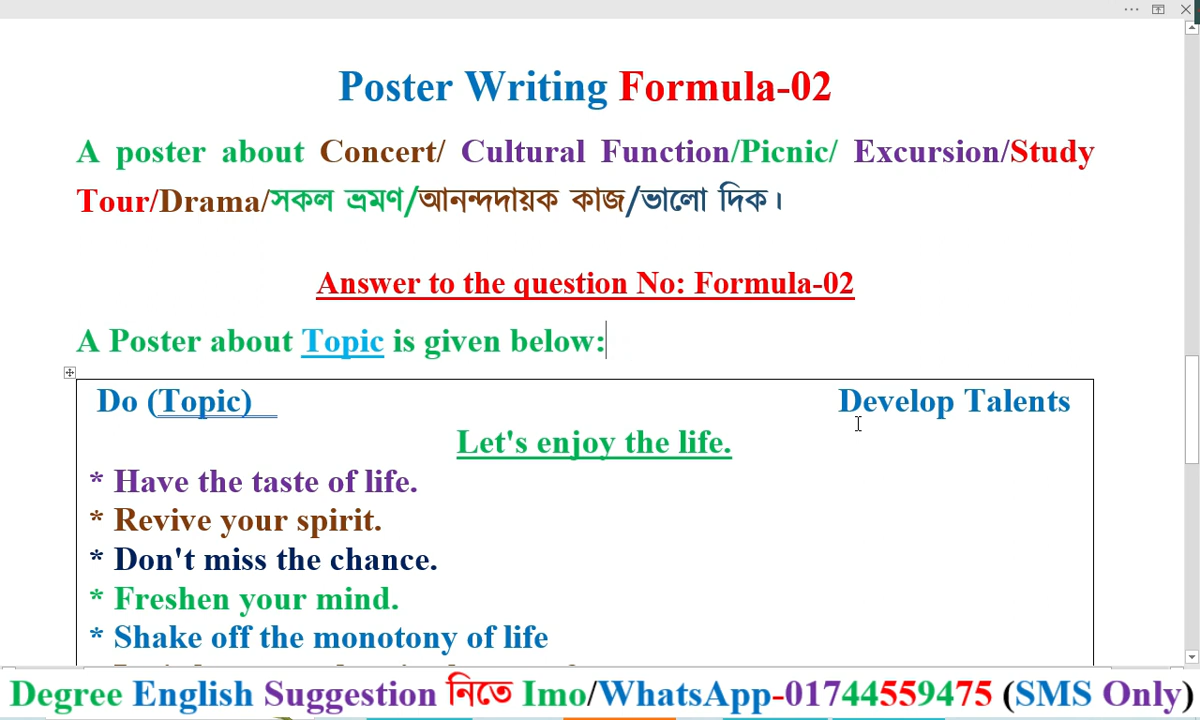 Poster Writing Formula-02
A poster about Concert/ Cultural Function/Picnic/ Excursion/Study
Tour/Drama/সকল ভ্রমণ/আনন্দদায়ক কাজ/ভালো দিক।
Answer to the question No: Formula-02
A Poster about Topic is given below:
Do (Topic) Develop Talents
Let's enjoy the life.
* Have the taste of life.
* Revive your spirit.
* Don't miss the chance.
* Freshen your mind.
* Shake off the monotony of life
Degree English Suggestion নিতে Imo/WhatsApp-01744559475 (SMS Only)